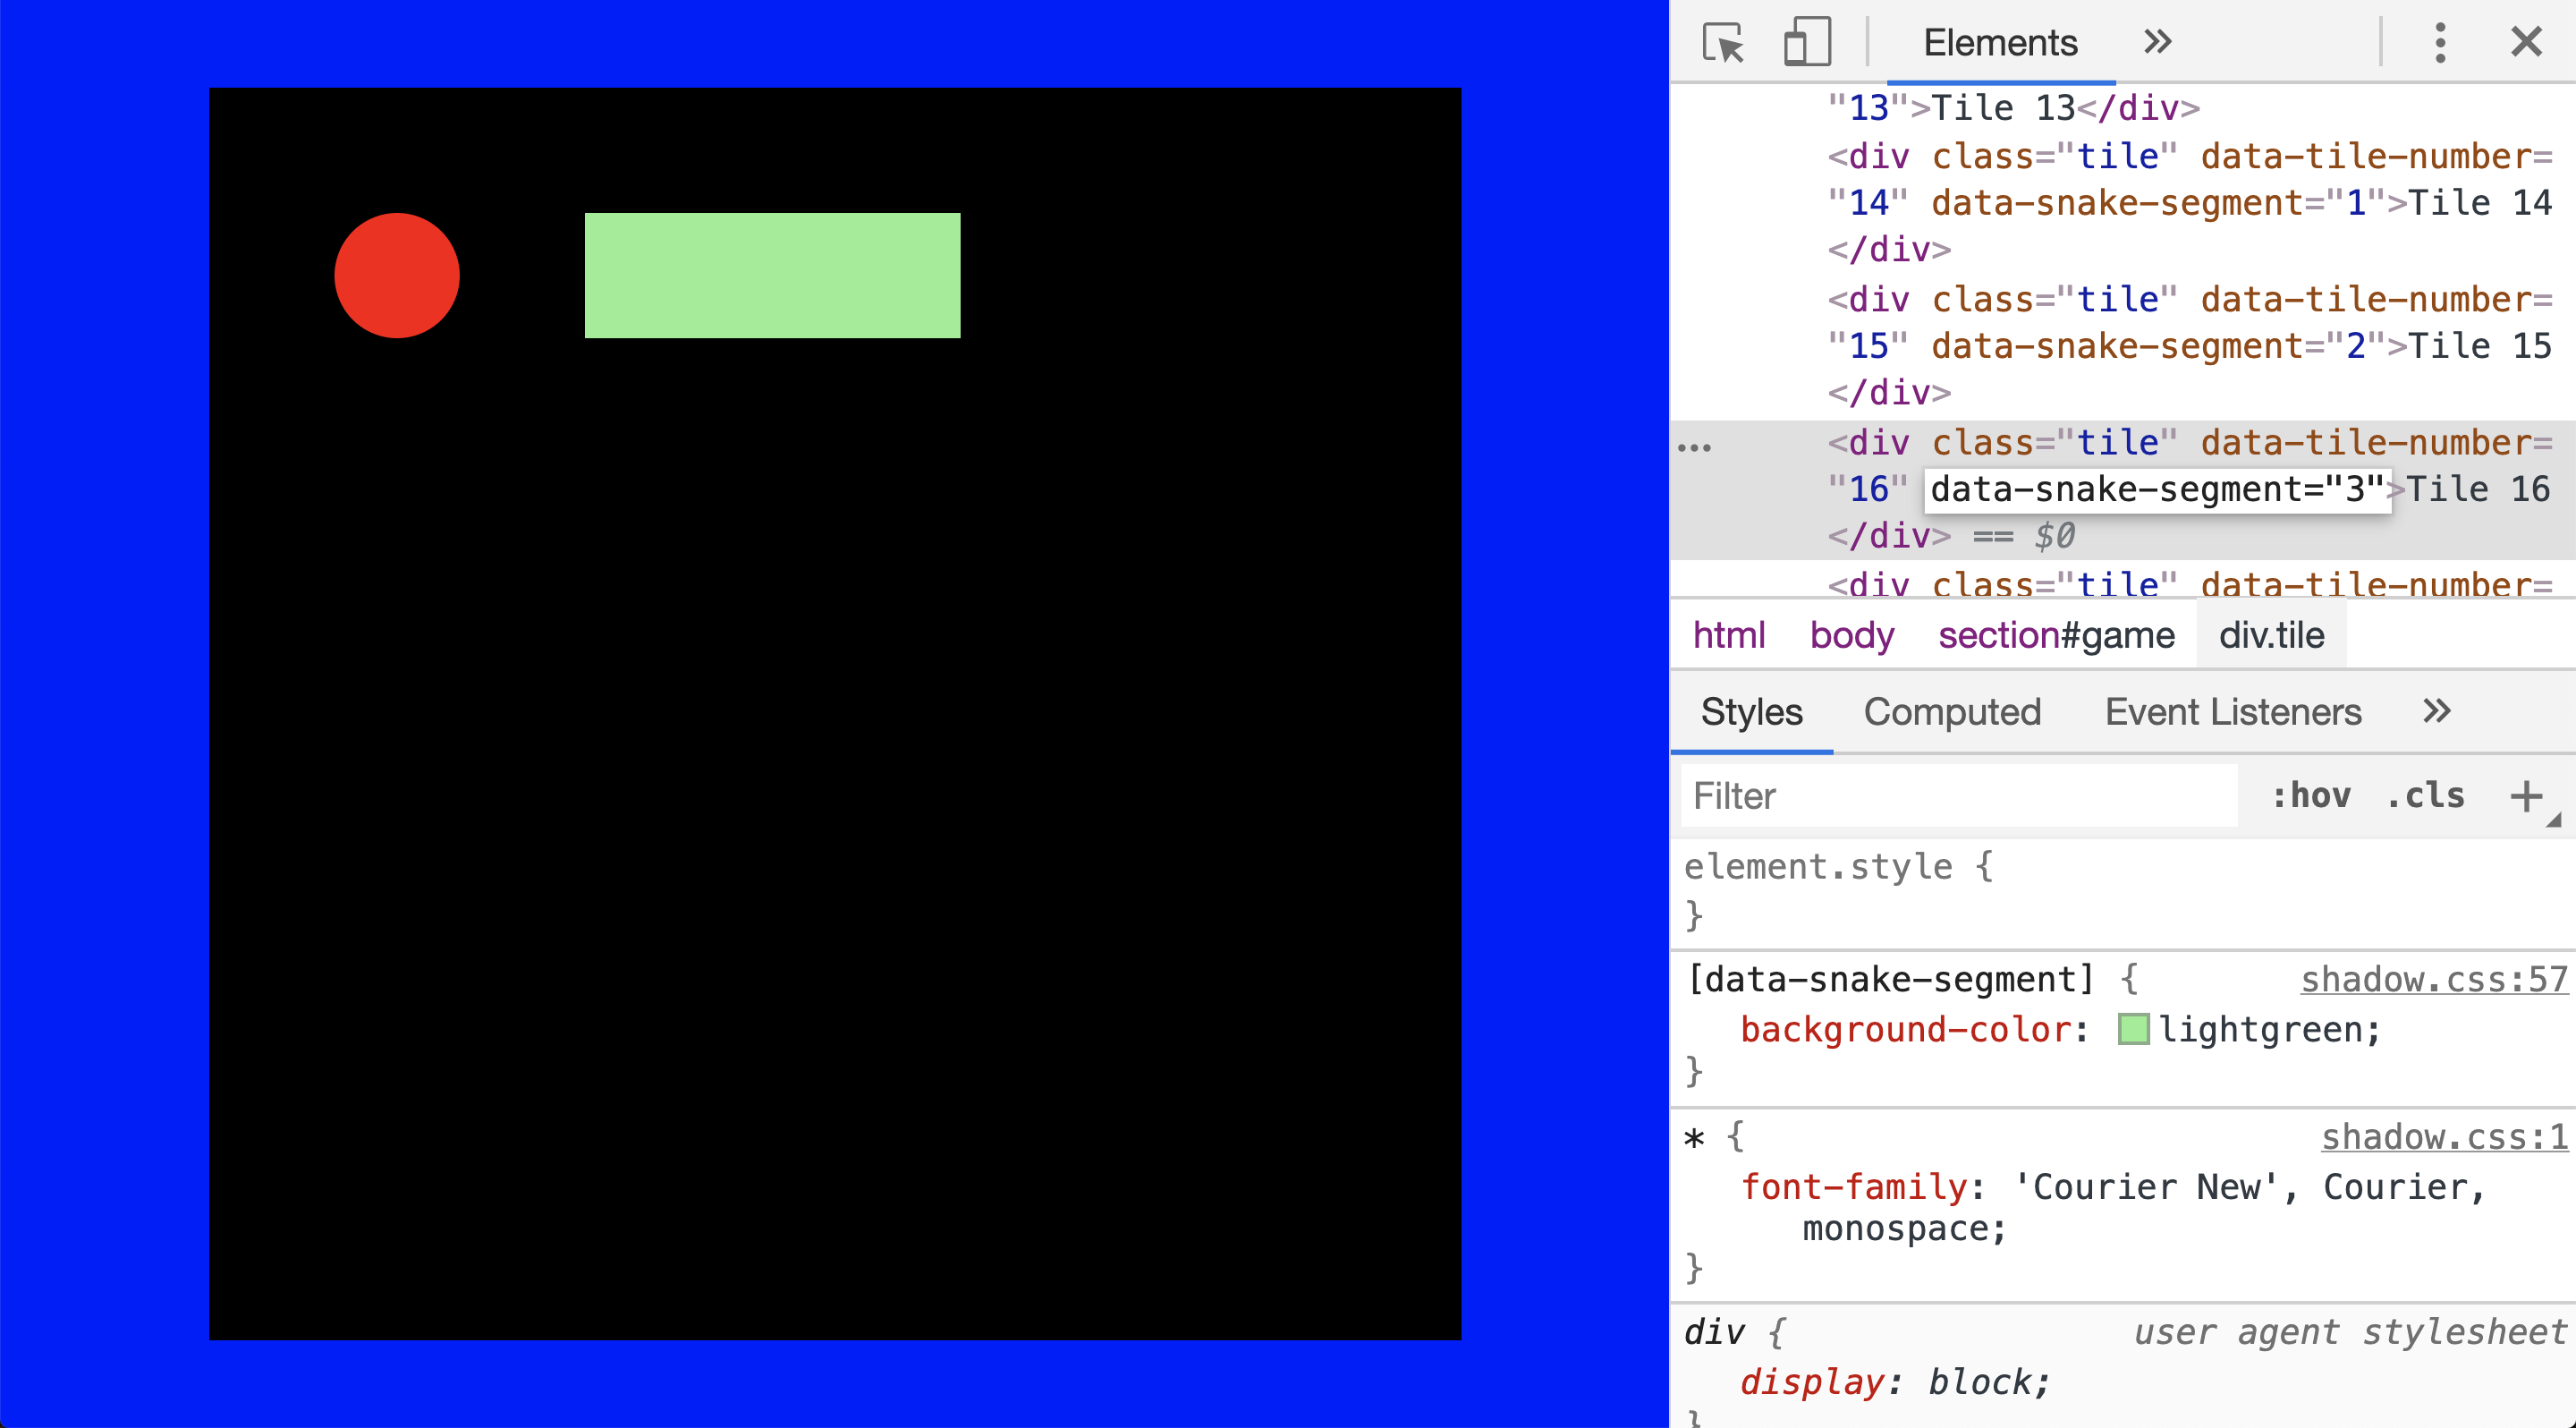 Elements
"13">Tile 13</div>
<div class="tile" data-tile-number=
"14" data-snake-segment="1">Tile 14
</div>
<div class="tile" data-tile-number=
"15" data-snake-segment="2">Tile 15
</div>
<div class="tile" data-tile-number=
"16" data-snake-segment="3">Tile 16
</div> == $0
<div class="tile" data-tile-number=
html body section#game div.tile
Styles Computed Event Listeners
Filter :hov .cls +
element.style {
}
[data-snake-segment] { shadow.css:57
background-color: lightgreen;
}
* { shadow.css:1
font-family: 'Courier New', Courier,
monospace;
}
div { user agent stylesheet
display: block;
}